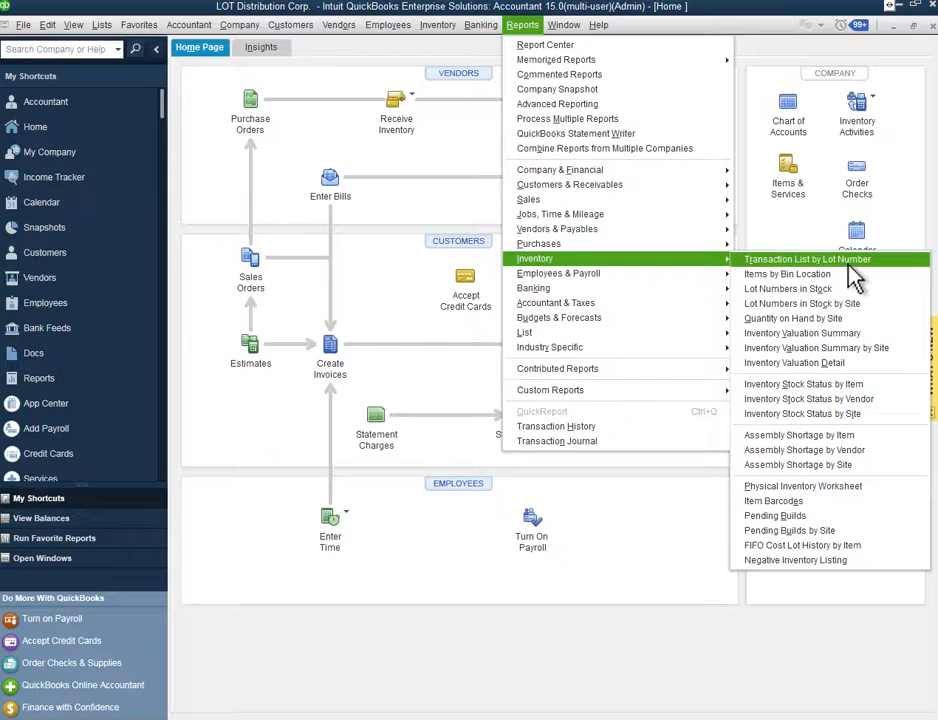 LOT Distribution Corp. - Intuit QuickBooks Enterprise Solutions: Accountant 15.0(multi-user)(Admin) - [Home ]
File Edit View Lists Favorites Accountant Company Customers Vendors Employees Inventory Banking Reports Window Help
99+
Search Company or Help
Home Page
Insights
My Shortcuts
Accountant
Home
My Company
Income Tracker
Calendar
Snapshots
Customers
Vendors
Employees
Bank Feeds
Docs
Reports
App Center
Add Payroll
Credit Cards
Services
My Shortcuts
View Balances
Run Favorite Reports
Open Windows
Do More With QuickBooks
Turn on Payroll
Accept Credit Cards
Order Checks & Supplies
QuickBooks Online Accountant
Finance with Confidence
VENDORS
Purchase
Orders
Receive
Inventory
Enter Bills
CUSTOMERS
Sales
Orders
Accept
Credit Cards
Estimates
Create
Invoices
Statement
Charges
S
EMPLOYEES
Enter
Time
Turn On
Payroll
Report Center
Memorized Reports
Commented Reports
Company Snapshot
Advanced Reporting
Process Multiple Reports
QuickBooks Statement Writer
Combine Reports from Multiple Companies
Company & Financial
Customers & Receivables
Sales
Jobs, Time & Mileage
Vendors & Payables
Purchases
Inventory
Employees & Payroll
Banking
Accountant & Taxes
Budgets & Forecasts
List
Industry Specific
Contributed Reports
Custom Reports
QuickReport Ctrl+Q
Transaction History
Transaction Journal
COMPANY
Chart of
Accounts
Inventory
Activities
Items &
Services
Order
Checks
Calendar
Transaction List by Lot Number
Items by Bin Location
Lot Numbers in Stock
Lot Numbers in Stock by Site
Quantity on Hand by Site
Inventory Valuation Summary
Inventory Valuation Summary by Site
Inventory Valuation Detail
Inventory Stock Status by Item
Inventory Stock Status by Vendor
Inventory Stock Status by Site
Assembly Shortage by Item
Assembly Shortage by Vendor
Assembly Shortage by Site
Physical Inventory Worksheet
Item Barcodes
Pending Builds
Pending Builds by Site
FIFO Cost Lot History by Item
Negative Inventory Listing